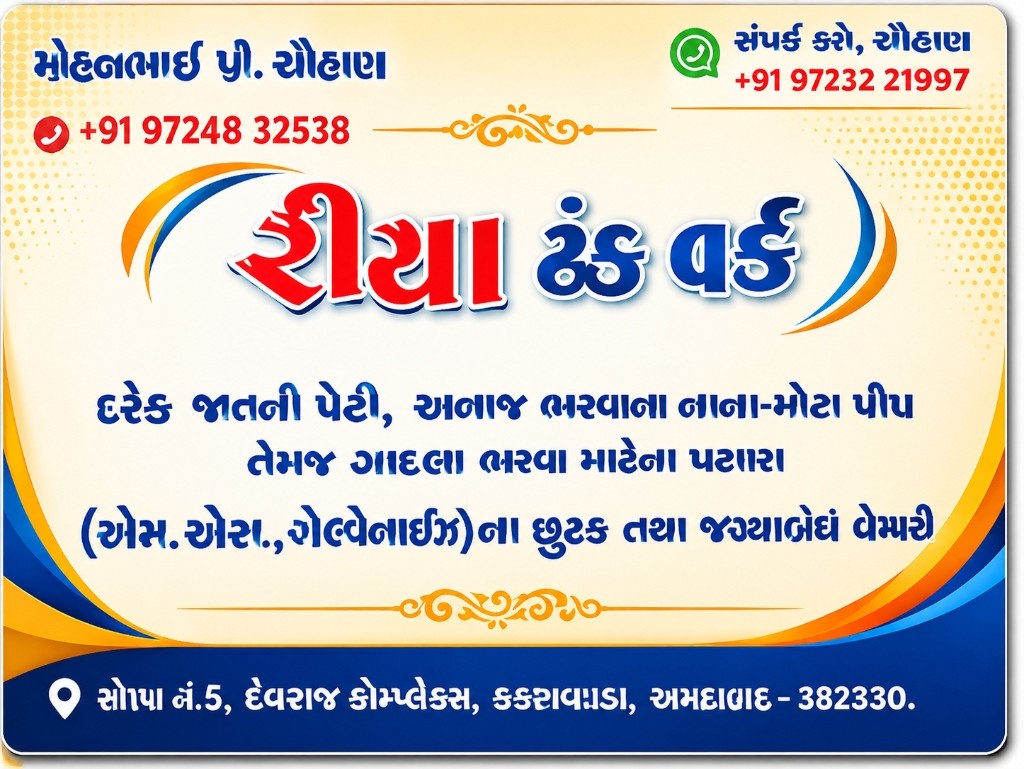 મોહનભાઈ પી. ચૌહાણ
+91 97248 32538
સંપર્ક કરો, ચૌહાણ
+91 97232 21997
રીયા ટંક વર્ક
દરેક જાતની પેટી, અનાજ ભરવાના નાના-મોટા પીપ
તેમજ ગાદલા ભરવા માટેના પટારા
(એમ.એસ.,ગેલ્વેનાઈઝ)ના છુટક તથા જથ્થાબંધ વેપારી
નં.5, દેવરાજ કોમ્પ્લેક્સ, અમદાવાદ - 382330.